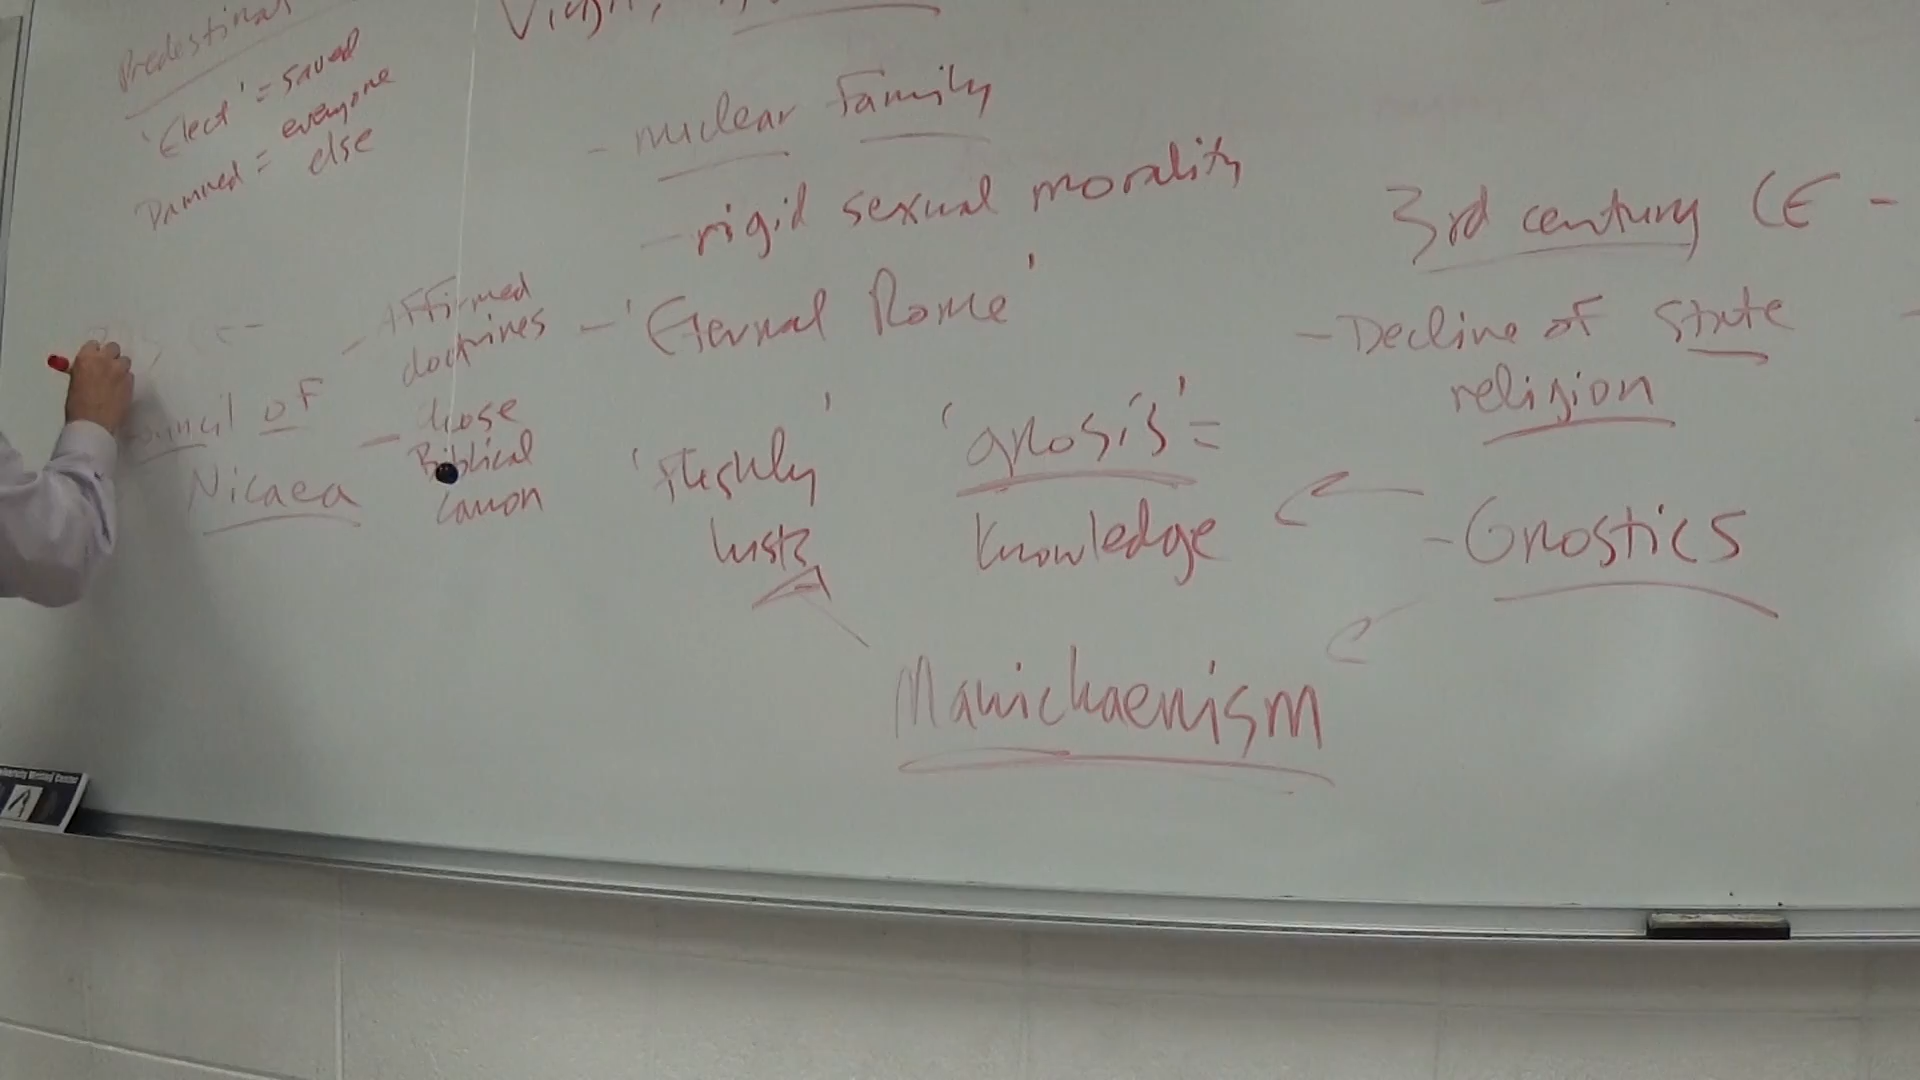 'Elect' = saved
Damned = everyone
else
CE -
Council of
Nicaea
- Affirmed
doctrines
- chose
Biblical
canon
- nuclear family
- rigid sexual morality
- 'Eternal Rome'
'Fleshly
lusts'
'gnosis' =
knowledge
Manichaenism
3rd century CE -
- Decline of state
religion
- Gnostics